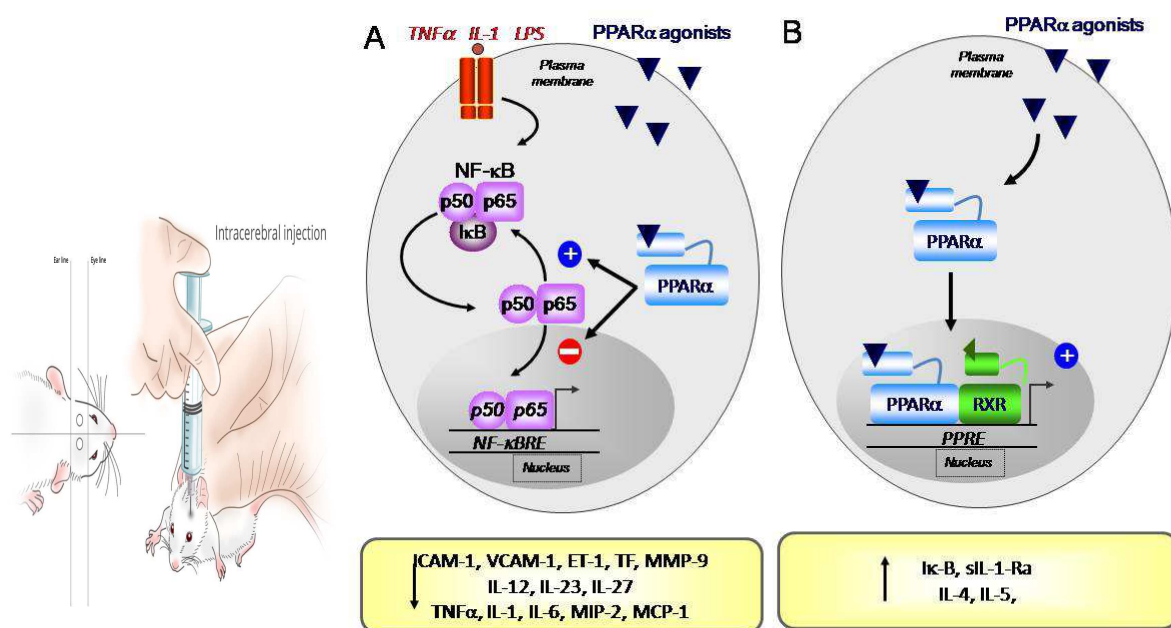 Intracerebral injection
Ear line
Eye line
A
TNFα IL-1 LPS
PPARα agonists
Plasma
membrane
NF-κB
p50 p65
IκB
p50 p65
+
PPARα
−
p50 p65
NF-κBRE
Nucleus
ICAM-1, VCAM-1, ET-1, TF, MMP-9
IL-12, IL-23, IL-27
TNFα, IL-1, IL-6, MIP-2, MCP-1
B
PPARα agonists
Plasma
membrane
PPARα
+
PPARα RXR
PPRE
Nucleus
Iκ-B, sIL-1-Ra
IL-4, IL-5,